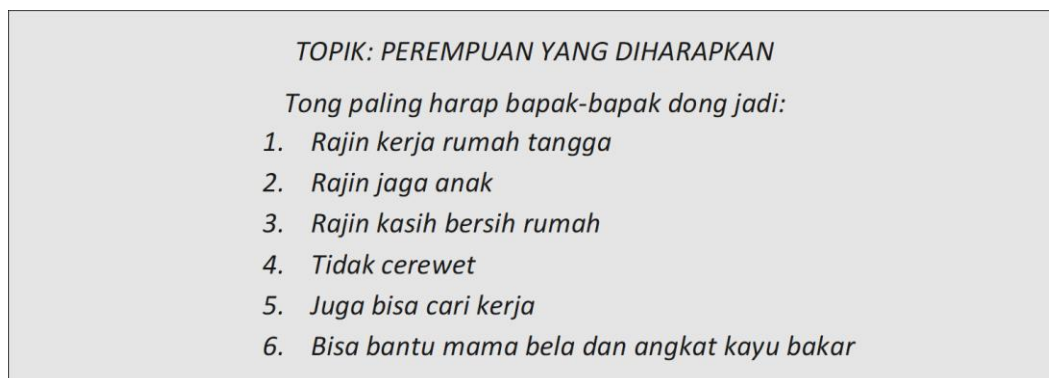 TOPIK: PEREMPUAN YANG DIHARAPKAN
Tong paling harap bapak-bapak dong jadi:
1. Rajin kerja rumah tangga
2. Rajin jaga anak
3. Rajin kasih bersih rumah
4. Tidak cerewet
5. Juga bisa cari kerja
6. Bisa bantu mama bela dan angkat kayu bakar